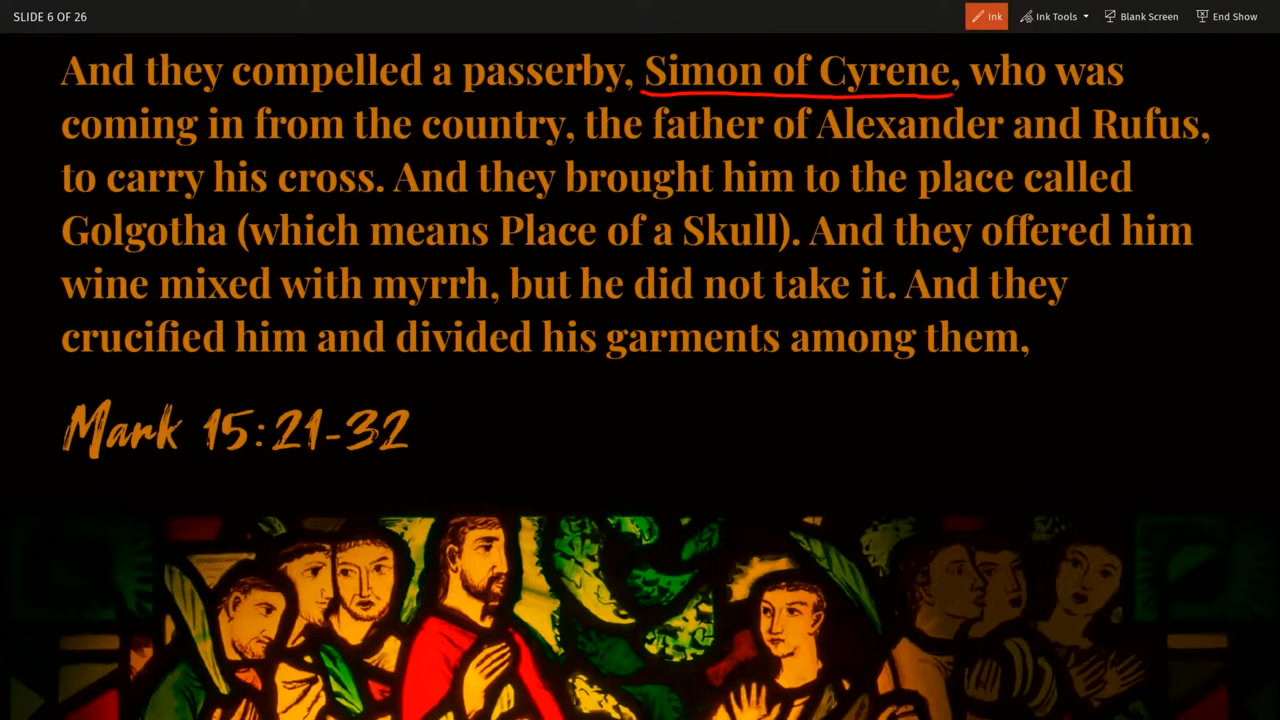 SLIDE 6 OF 26
Ink
Ink Tools
Blank Screen
End Show
And they compelled a passerby, Simon of Cyrene, who was
coming in from the country, the father of Alexander and Rufus,
to carry his cross. And they brought him to the place called
Golgotha (which means Place of a Skull). And they offered him
wine mixed with myrrh, but he did not take it. And they
crucified him and divided his garments among them,
Mark 15:21-32